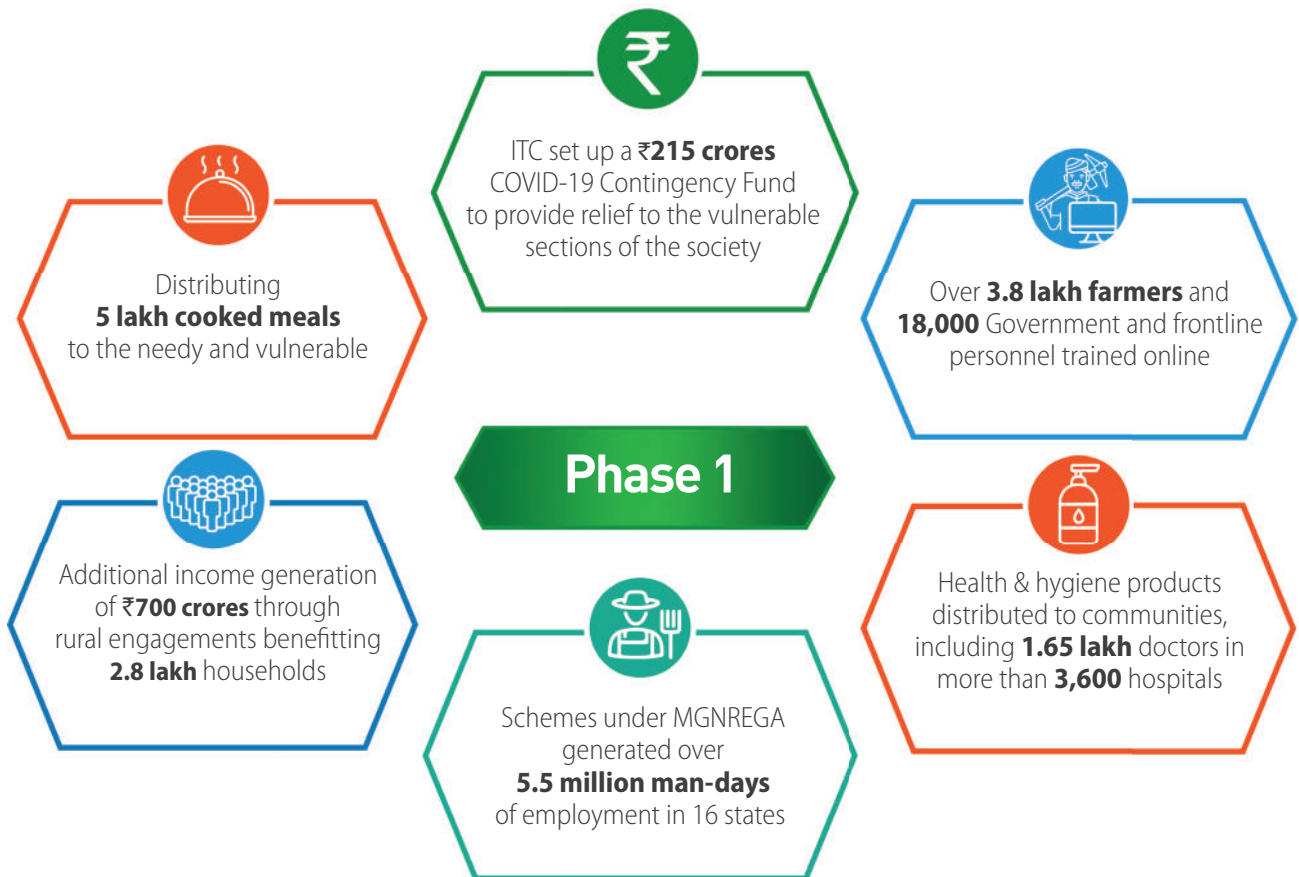 ₹
ITC set up a ₹215 crores
COVID-19 Contingency Fund
to provide relief to the vulnerable
sections of the society
Distributing
5 lakh cooked meals
to the needy and vulnerable
Over 3.8 lakh farmers and
18,000 Government and frontline
personnel trained online
Phase 1
Additional income generation
of ₹700 crores through
rural engagements benefitting
2.8 lakh households
Health & hygiene products
distributed to communities,
including 1.65 lakh doctors in
more than 3,600 hospitals
Schemes under MGNREGA
generated over
5.5 million man-days
of employment in 16 states